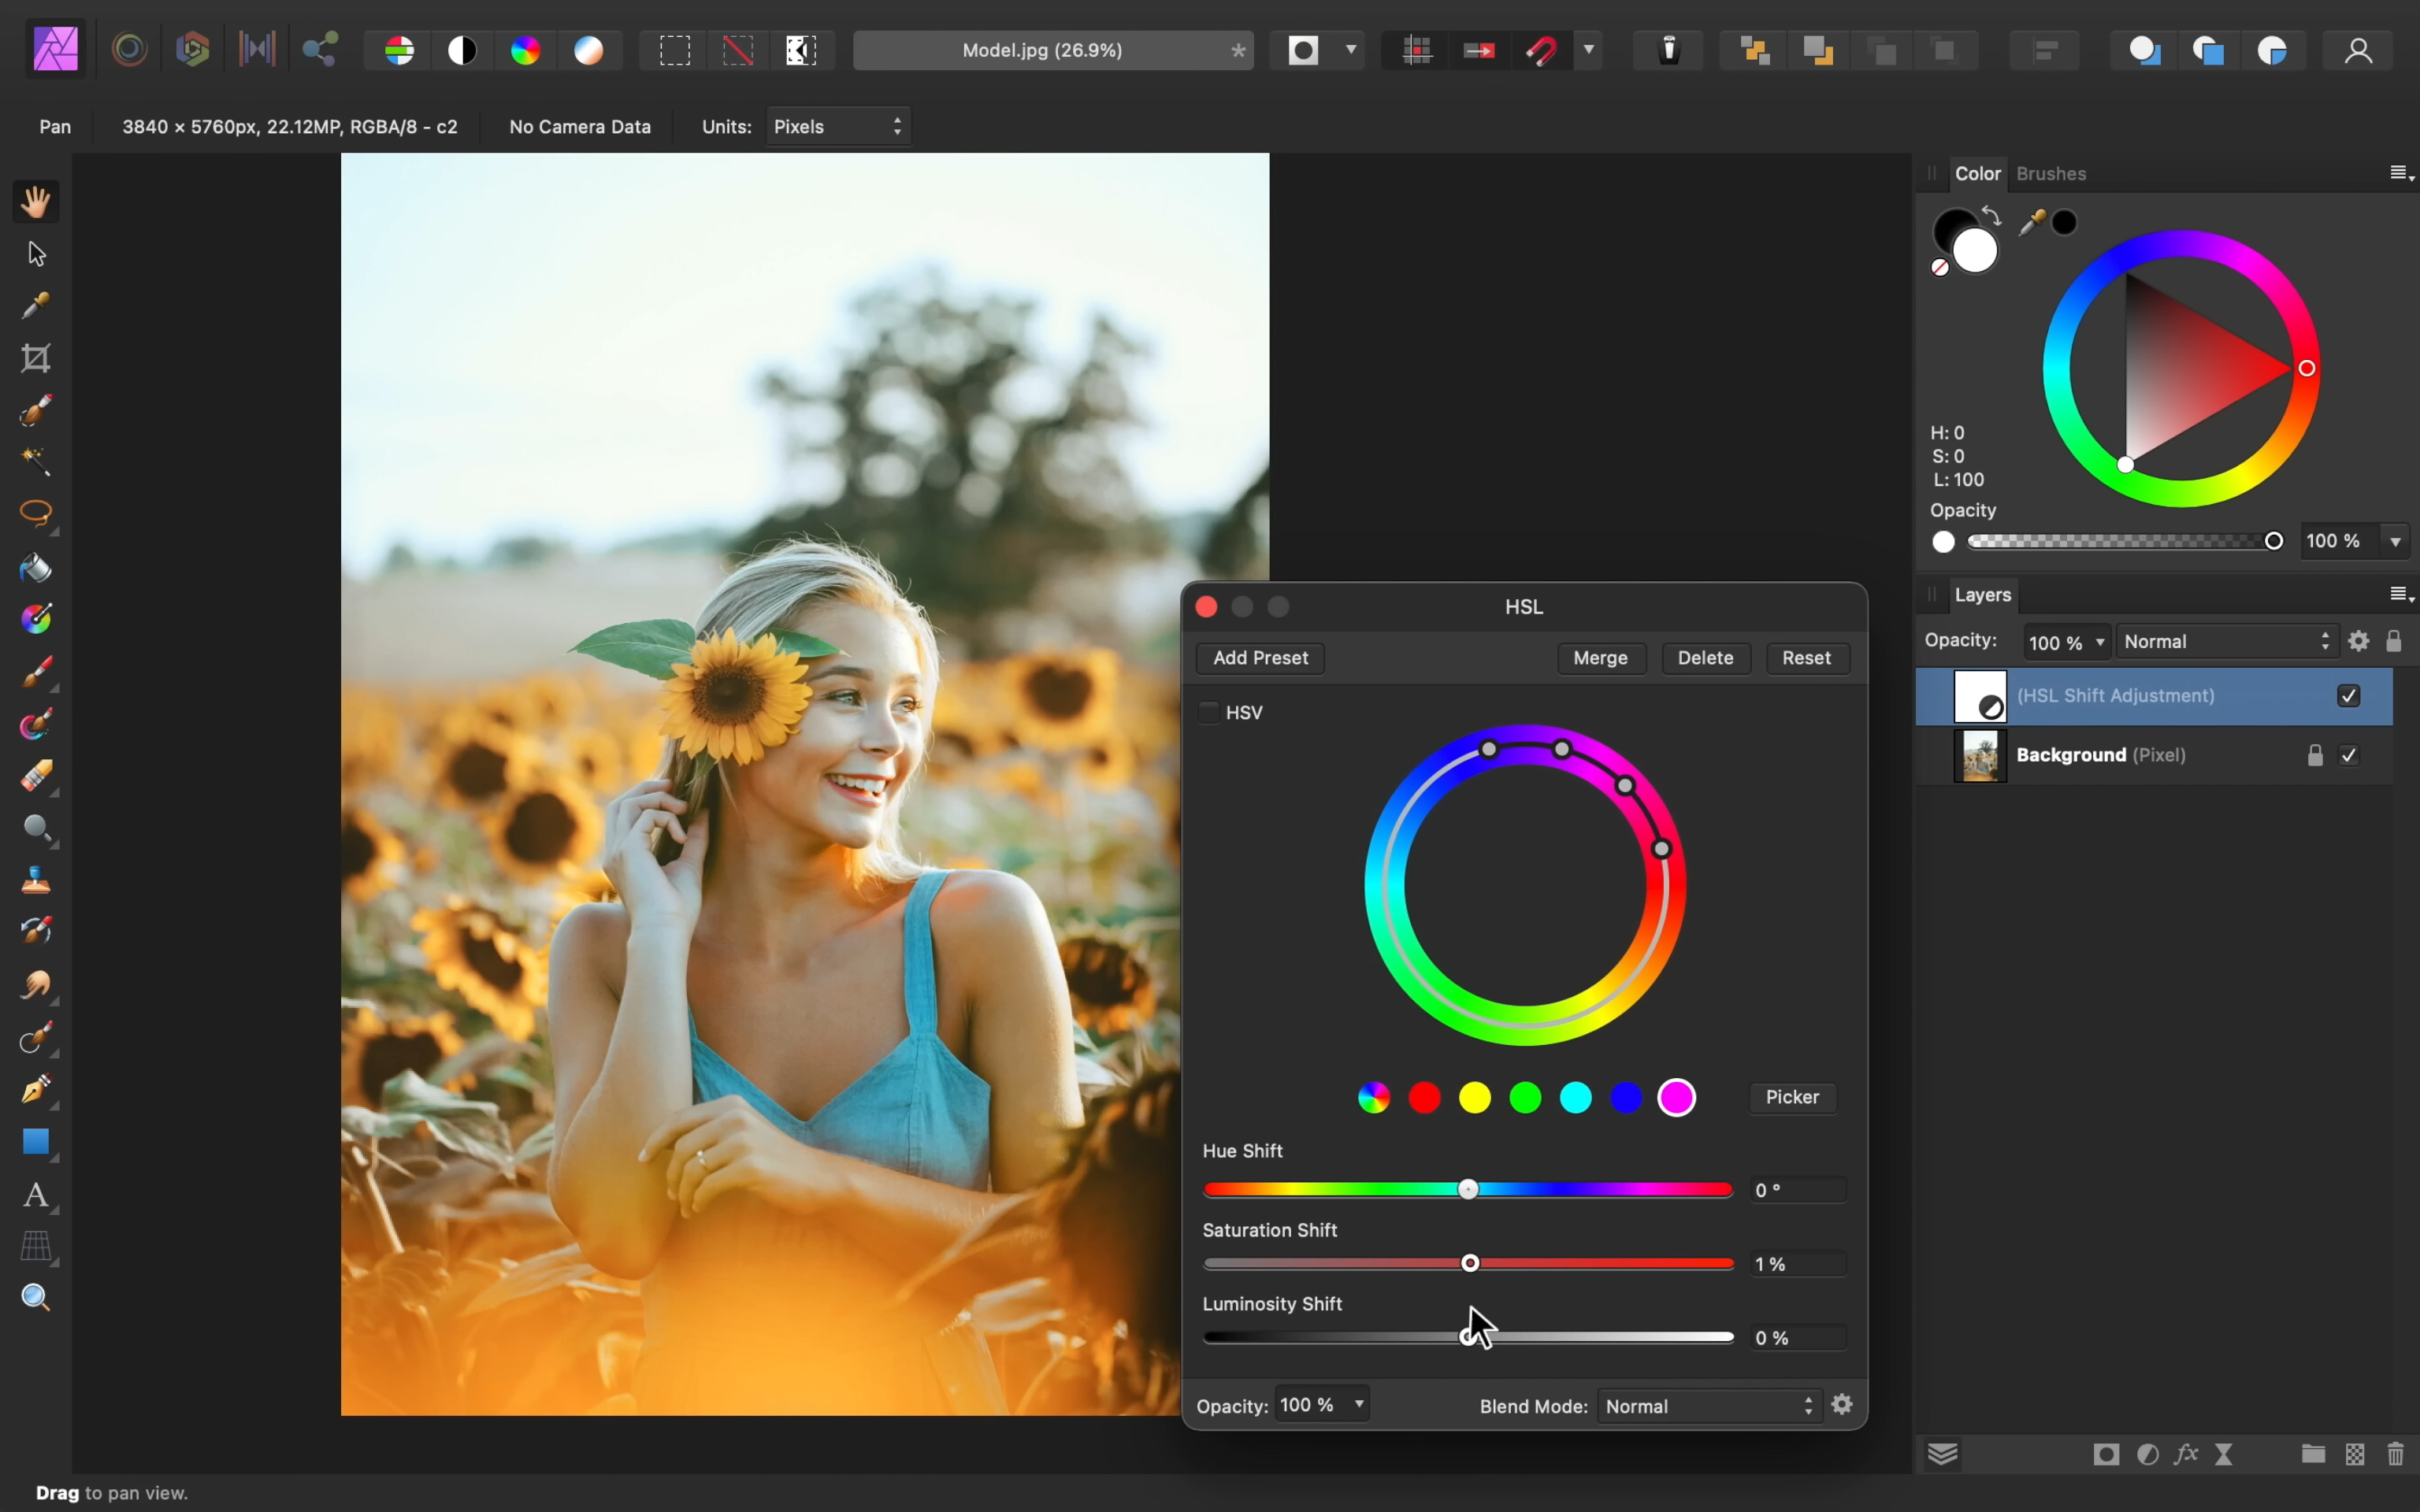 Model.jpg (26.9%)
*
Pan
3840 × 5760px, 22.12MP, RGBA/8 - c2
No Camera Data
Units:
Pixels
Color
Brushes
H: 0
S: 0
L: 100
Opacity
100 %
Layers
Opacity:
100 %
Normal
(HSL Shift Adjustment)
Background (Pixel)
HSL
Add Preset
Merge
Delete
Reset
HSV
Picker
Hue Shift
0 °
Saturation Shift
1 %
Luminosity Shift
0 %
Opacity:
100 %
Blend Mode:
Normal
A
fx
Drag to pan view.